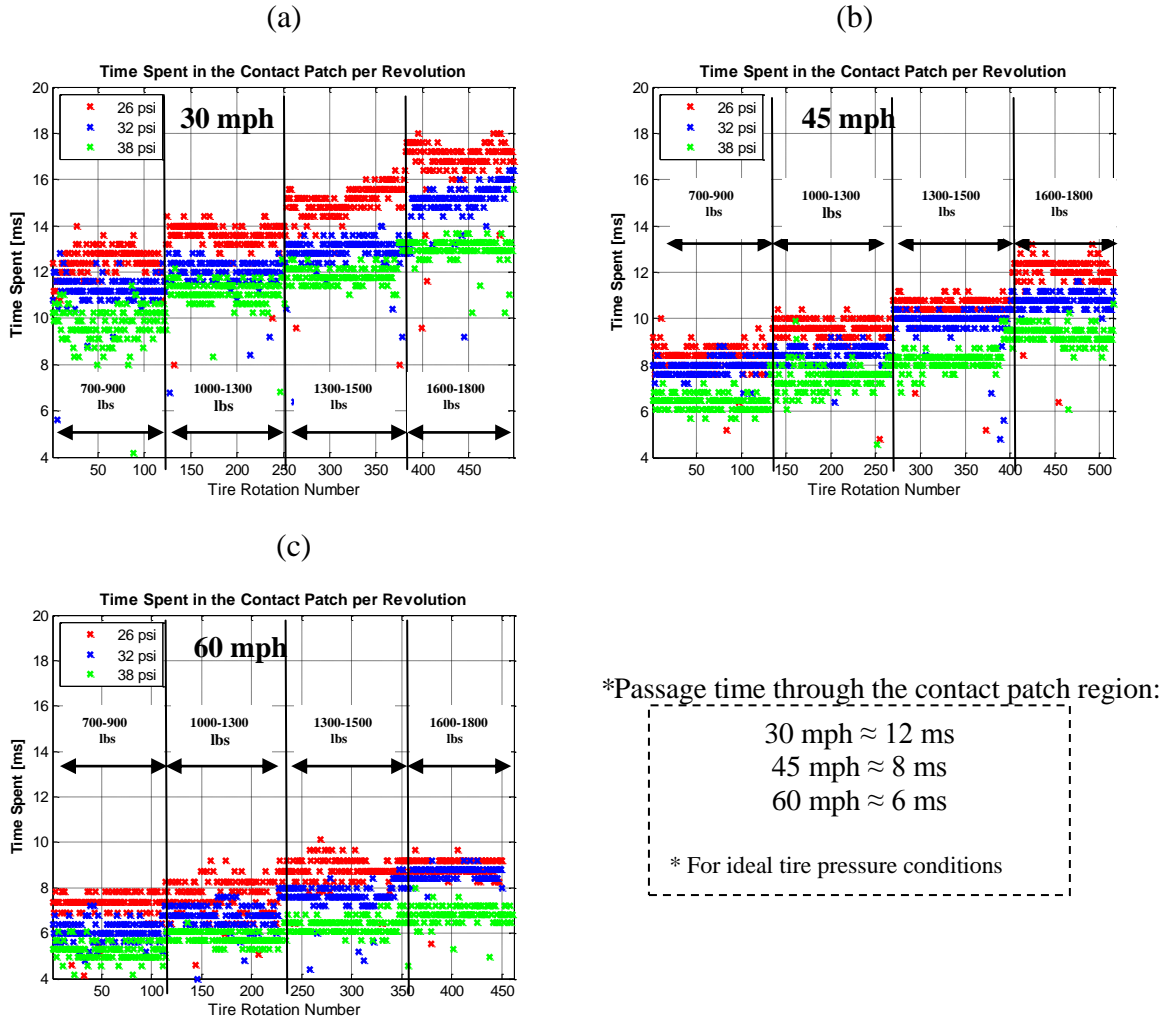 (a)
Time Spent in the Contact Patch per Revolution
20
18
16
14
12
10
8
6
4
Time Spent [ms]
26 psi
32 psi
38 psi
30 mph
700-900
lbs
1000-1300
lbs
1300-1500
lbs
1600-1800
lbs
50
100
150
200
250
300
350
400
450
Tire Rotation Number
(b)
Time Spent in the Contact Patch per Revolution
20
18
16
14
12
10
8
6
4
Time Spent [ms]
26 psi
32 psi
38 psi
45 mph
700-900
lbs
1000-1300
lbs
1300-1500
lbs
1600-1800
lbs
50
100
150
200
250
300
350
400
450
500
Tire Rotation Number
(c)
Time Spent in the Contact Patch per Revolution
20
18
16
14
12
10
8
6
4
Time Spent [ms]
26 psi
32 psi
38 psi
60 mph
700-900
lbs
1000-1300
lbs
1300-1500
lbs
1600-1800
lbs
50
100
150
200
250
300
350
400
450
Tire Rotation Number
*Passage time through the contact patch region:
30 mph ≈ 12 ms
45 mph ≈ 8 ms
60 mph ≈ 6 ms
* For ideal tire pressure conditions